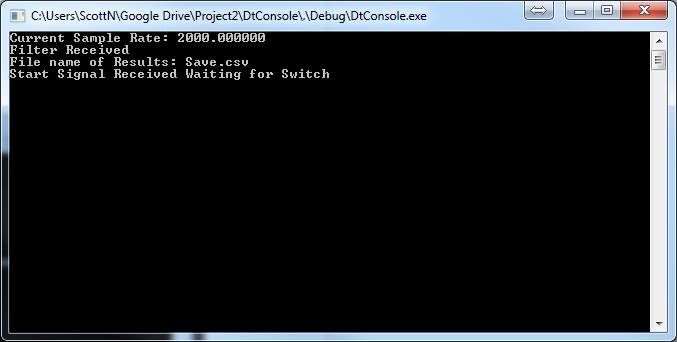 C:\Users\ScottN\Google Drive\Project2\DtConsole\.\Debug\DtConsole.exe
Current Sample Rate: 2000.000000
Filter Received
File name of Results: Save.csv
Start Signal Received Waiting for Switch